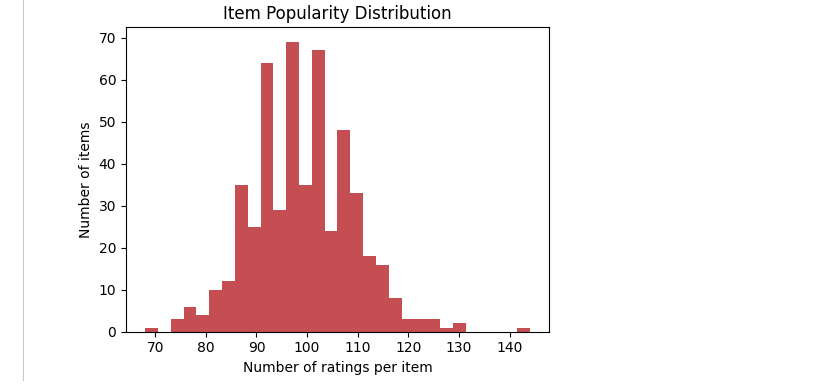 Item Popularity Distribution
70
60
50
40
30
20
10
0
Number of items
70 80 90 100 110 120 130 140
Number of ratings per item